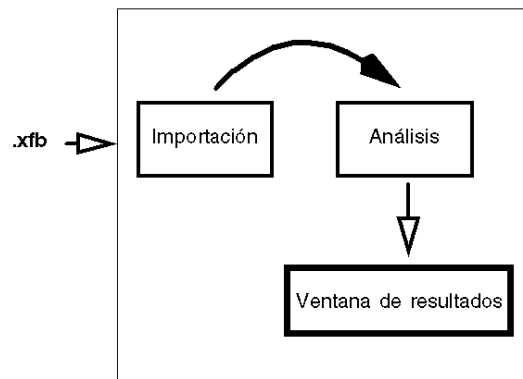 .xfb
Importación
Análisis
Ventana de resultados